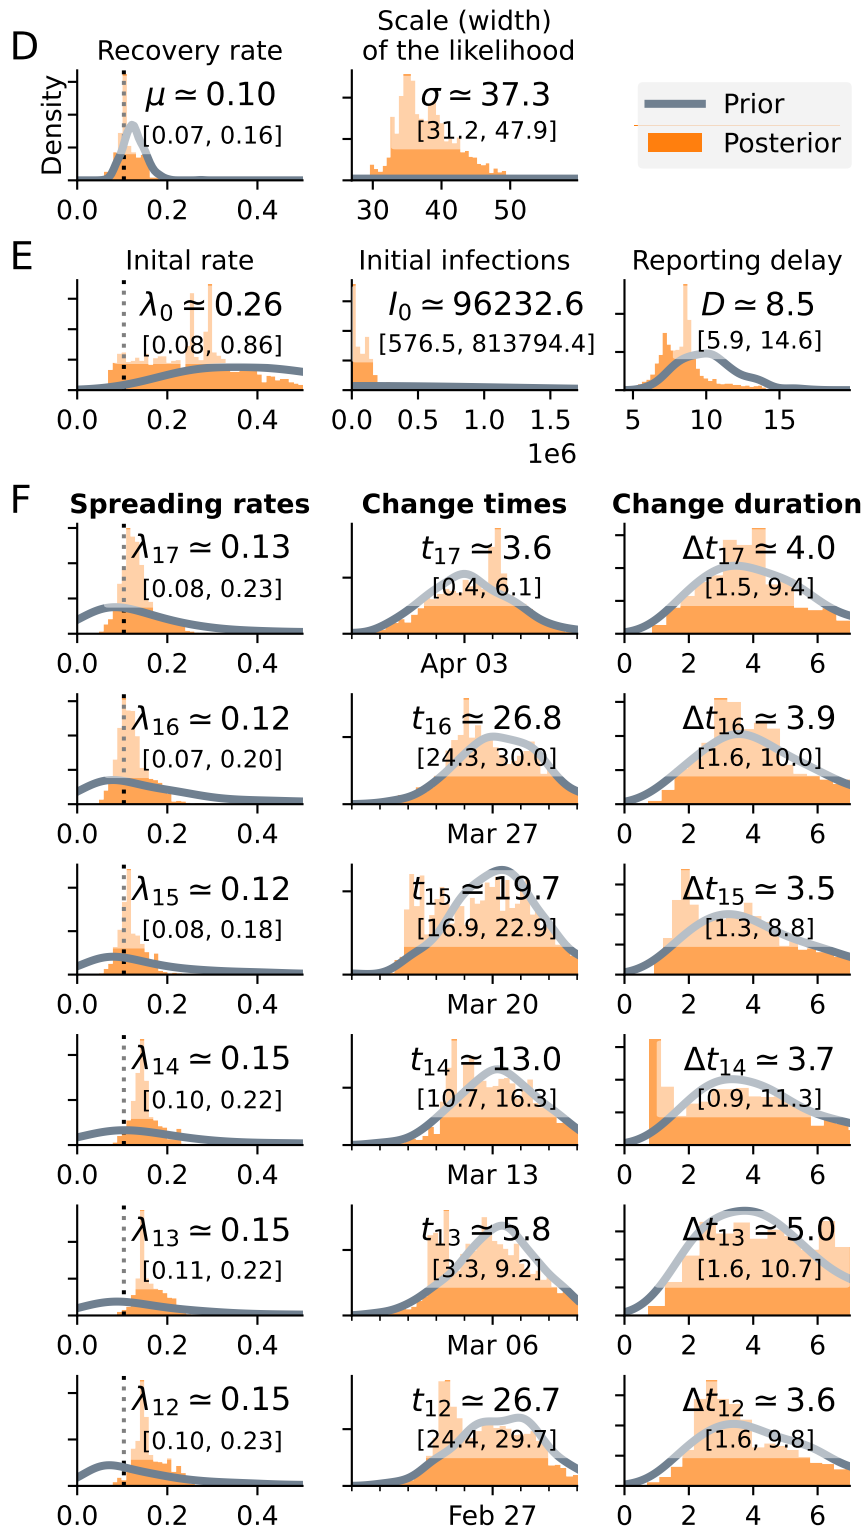 D
Recovery rate
Scale (width)
of the likelihood
Density
μ ≃ 0.10
[0.07, 0.16]
0.0 0.2 0.4
σ ≃ 37.3
[31.2, 47.9]
30 40 50
Prior
Posterior
E
Inital rate
λ0 ≃ 0.26
[0.08, 0.86]
0.0 0.2 0.4
Initial infections
I0 ≃ 96232.6
[576.5, 813794.4]
0.0 0.5 1.0 1.5
1e6
Reporting delay
D ≃ 8.5
[5.9, 14.6]
5 10 15
F
Spreading rates
Change times
Change duration
λ17 ≃ 0.13
[0.08, 0.23]
0.0 0.2 0.4
t17 ≃ 3.6
[0.4, 6.1]
Apr 03
Δt17 ≃ 4.0
[1.5, 9.4]
0 2 4 6
λ16 ≃ 0.12
[0.07, 0.20]
0.0 0.2 0.4
t16 ≃ 26.8
[24.3, 30.0]
Mar 27
Δt16 ≃ 3.9
[1.6, 10.0]
0 2 4 6
λ15 ≃ 0.12
[0.08, 0.18]
0.0 0.2 0.4
t15 ≃ 19.7
[16.9, 22.9]
Mar 20
Δt15 ≃ 3.5
[1.3, 8.8]
0 2 4 6
λ14 ≃ 0.15
[0.10, 0.22]
0.0 0.2 0.4
t14 ≃ 13.0
[10.7, 16.3]
Mar 13
Δt14 ≃ 3.7
[0.9, 11.3]
0 2 4 6
λ13 ≃ 0.15
[0.11, 0.22]
0.0 0.2 0.4
t13 ≃ 5.8
[3.3, 9.2]
Mar 06
Δt13 ≃ 5.0
[1.6, 10.7]
0 2 4 6
λ12 ≃ 0.15
[0.10, 0.23]
0.0 0.2 0.4
t12 ≃ 26.7
[24.4, 29.7]
Feb 27
Δt12 ≃ 3.6
[1.6, 9.8]
0 2 4 6